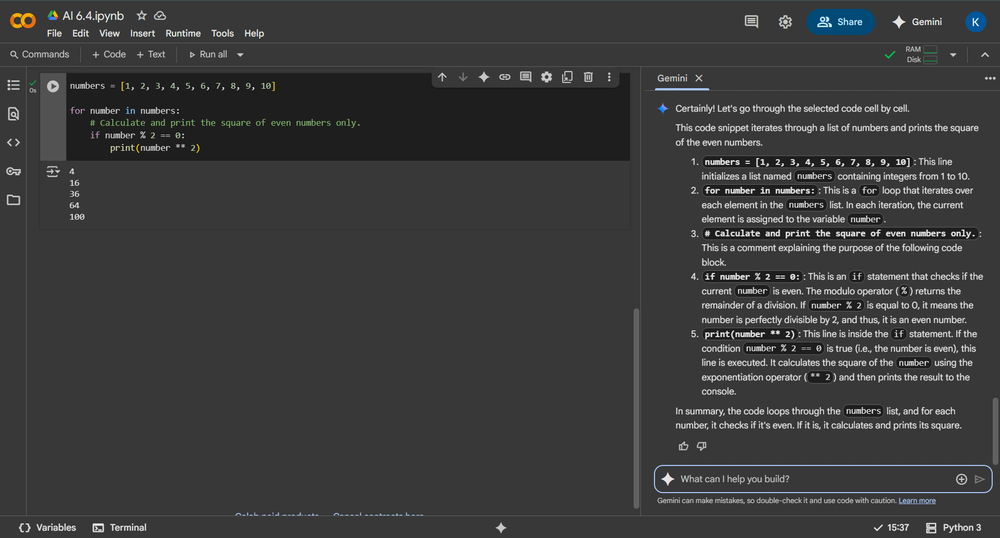 AI 6.4.ipynb
File Edit View Insert Runtime Tools Help
Share
Gemini
K
Commands + Code + Text Run all
RAM
Disk
0s
numbers = [1, 2, 3, 4, 5, 6, 7, 8, 9, 10]
for number in numbers:
# Calculate and print the square of even numbers only.
if number % 2 == 0:
print(number ** 2)
4
16
36
64
100
Gemini
Certainly! Let's go through the selected code cell by cell.
This code snippet iterates through a list of numbers and prints the square
of the even numbers.
1. numbers = [1, 2, 3, 4, 5, 6, 7, 8, 9, 10]: This line
initializes a list named numbers containing integers from 1 to 10.
2. for number in numbers:: This is a for loop that iterates over
each element in the numbers list. In each iteration, the current
element is assigned to the variable number.
3. # Calculate and print the square of even numbers only.:
This is a comment explaining the purpose of the following code
block.
4. if number % 2 == 0:: This is an if statement that checks if the
current number is even. The modulo operator (%) returns the
remainder of a division. If number % 2 is equal to 0, it means the
number is perfectly divisible by 2, and thus, it is an even number.
5. print(number ** 2): This line is inside the if statement. If the
condition number % 2 == 0 is true (i.e., the number is even), this
line is executed. It calculates the square of the number using the
exponentiation operator (** 2) and then prints the result to the
console.
In summary, the code loops through the numbers list, and for each
number, it checks if it's even. If it is, it calculates and prints its square.
What can I help you build?
Gemini can make mistakes, so double-check it and use code with caution. Learn more
Colab paid products Cancel contracts here
Variables Terminal
15:37 Python 3